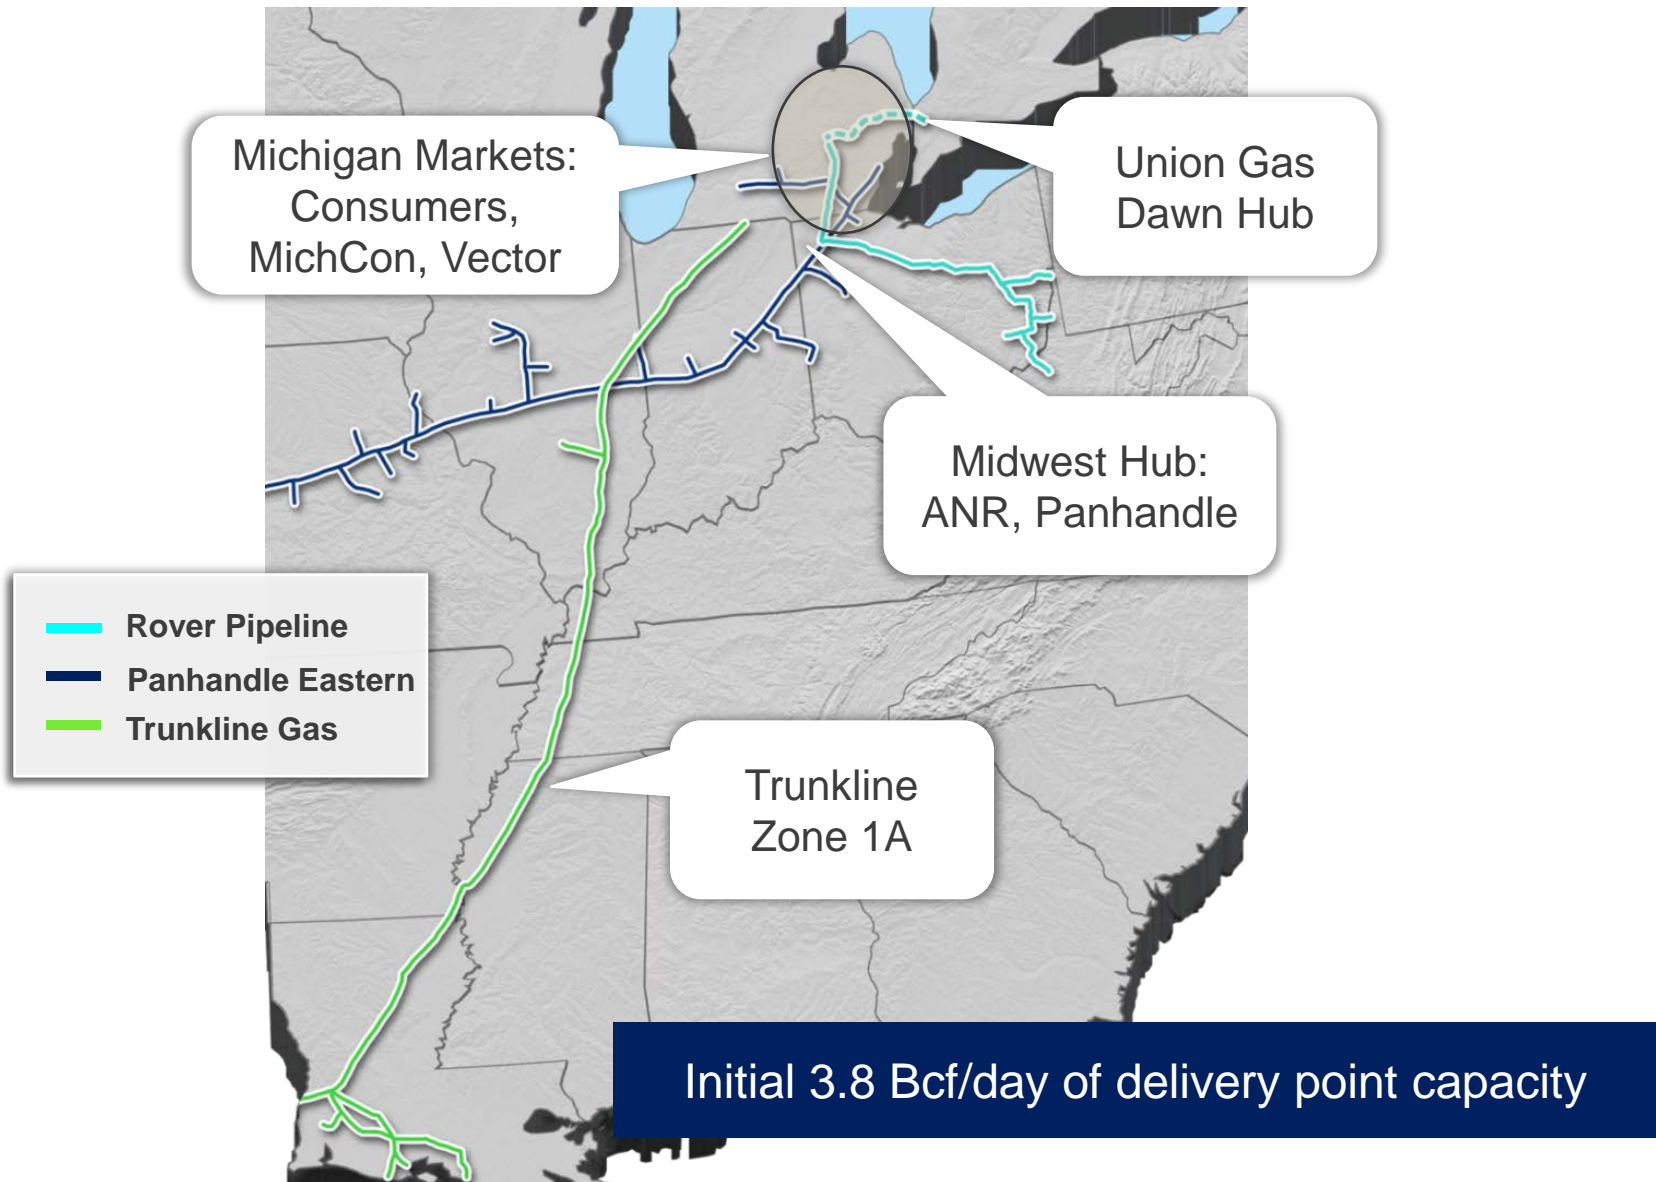 Michigan Markets:
Consumers,
MichCon, Vector
Union Gas
Dawn Hub
Midwest Hub:
ANR, Panhandle
Rover Pipeline
Panhandle Eastern
Trunkline Gas
Trunkline
Zone 1A
Initial 3.8 Bcf/day of delivery point capacity